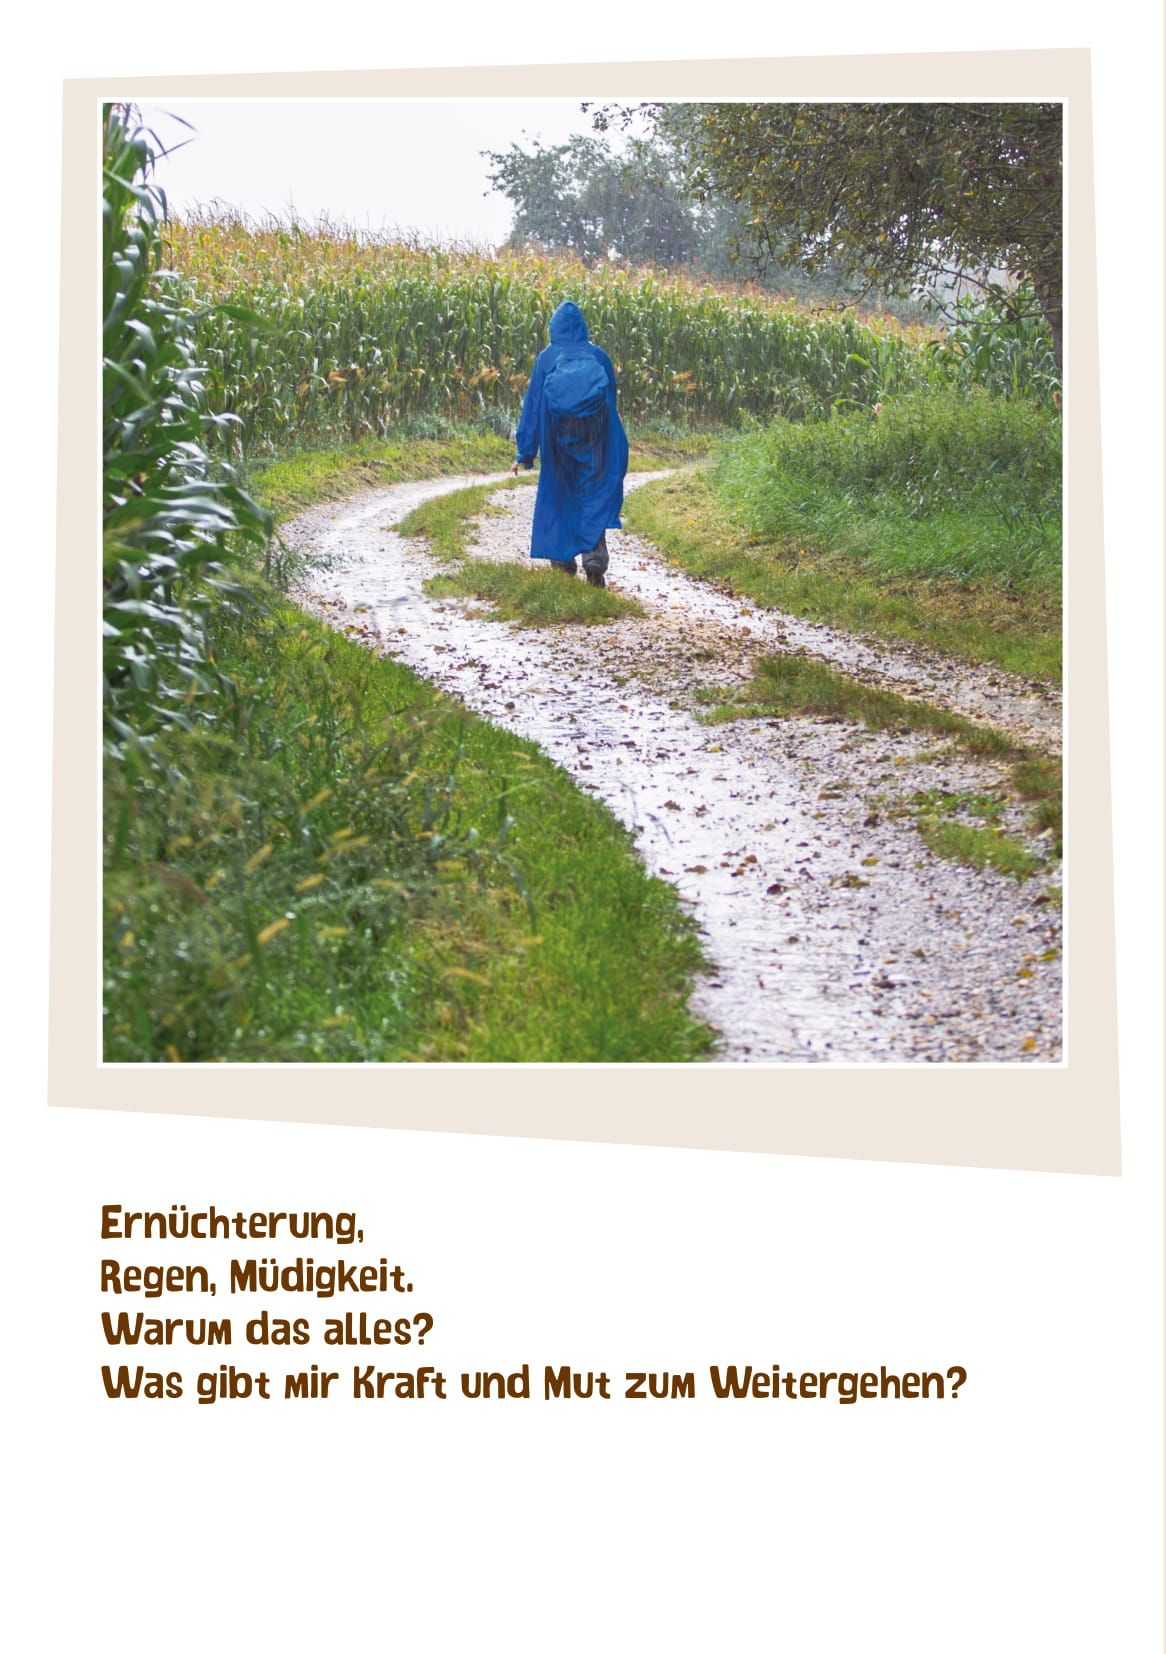 Ernüchterung,
Regen, Müdigkeit.
Warum das alles?
Was gibt mir Kraft und Mut zum Weitergehen?